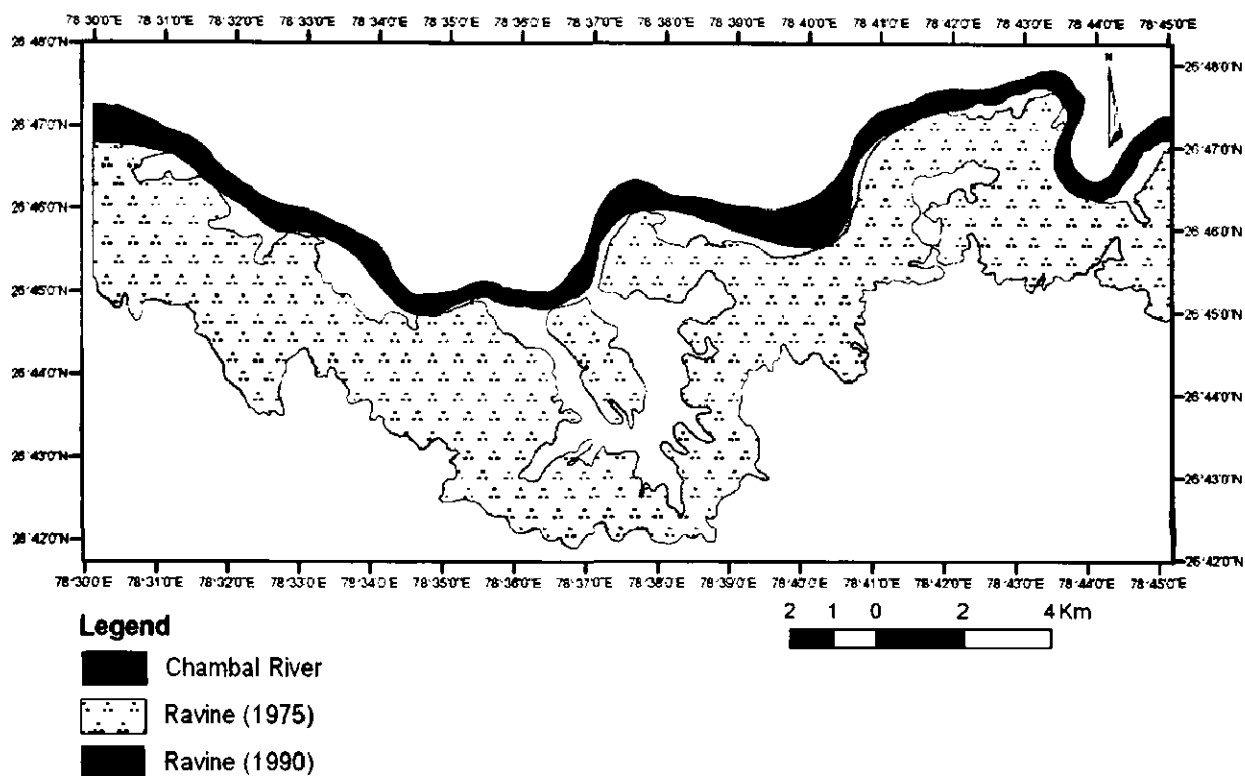 78°30'0"E 78°31'0"E 78°32'0"E 78°33'0"E 78°34'0"E 78°35'0"E 78°36'0"E 78°37'0"E 78°38'0"E 78°39'0"E 78°40'0"E 78°41'0"E 78°42'0"E 78°43'0"E 78°44'0"E 78°45'0"E
26°48'0"N
26°48'0"N
N
26°47'0"N
26°47'0"N
26°46'0"N
26°46'0"N
26°45'0"N
26°45'0"N
26°44'0"N
26°44'0"N
26°43'0"N
26°43'0"N
26°42'0"N
26°42'0"N
78°30'0"E 78°31'0"E 78°32'0"E 78°33'0"E 78°34'0"E 78°35'0"E 78°36'0"E 78°37'0"E 78°38'0"E 78°39'0"E 78°40'0"E 78°41'0"E 78°42'0"E 78°43'0"E 78°44'0"E 78°45'0"E
2 1 0 2 4 Km
Legend
Chambal River
Ravine (1975)
Ravine (1990)